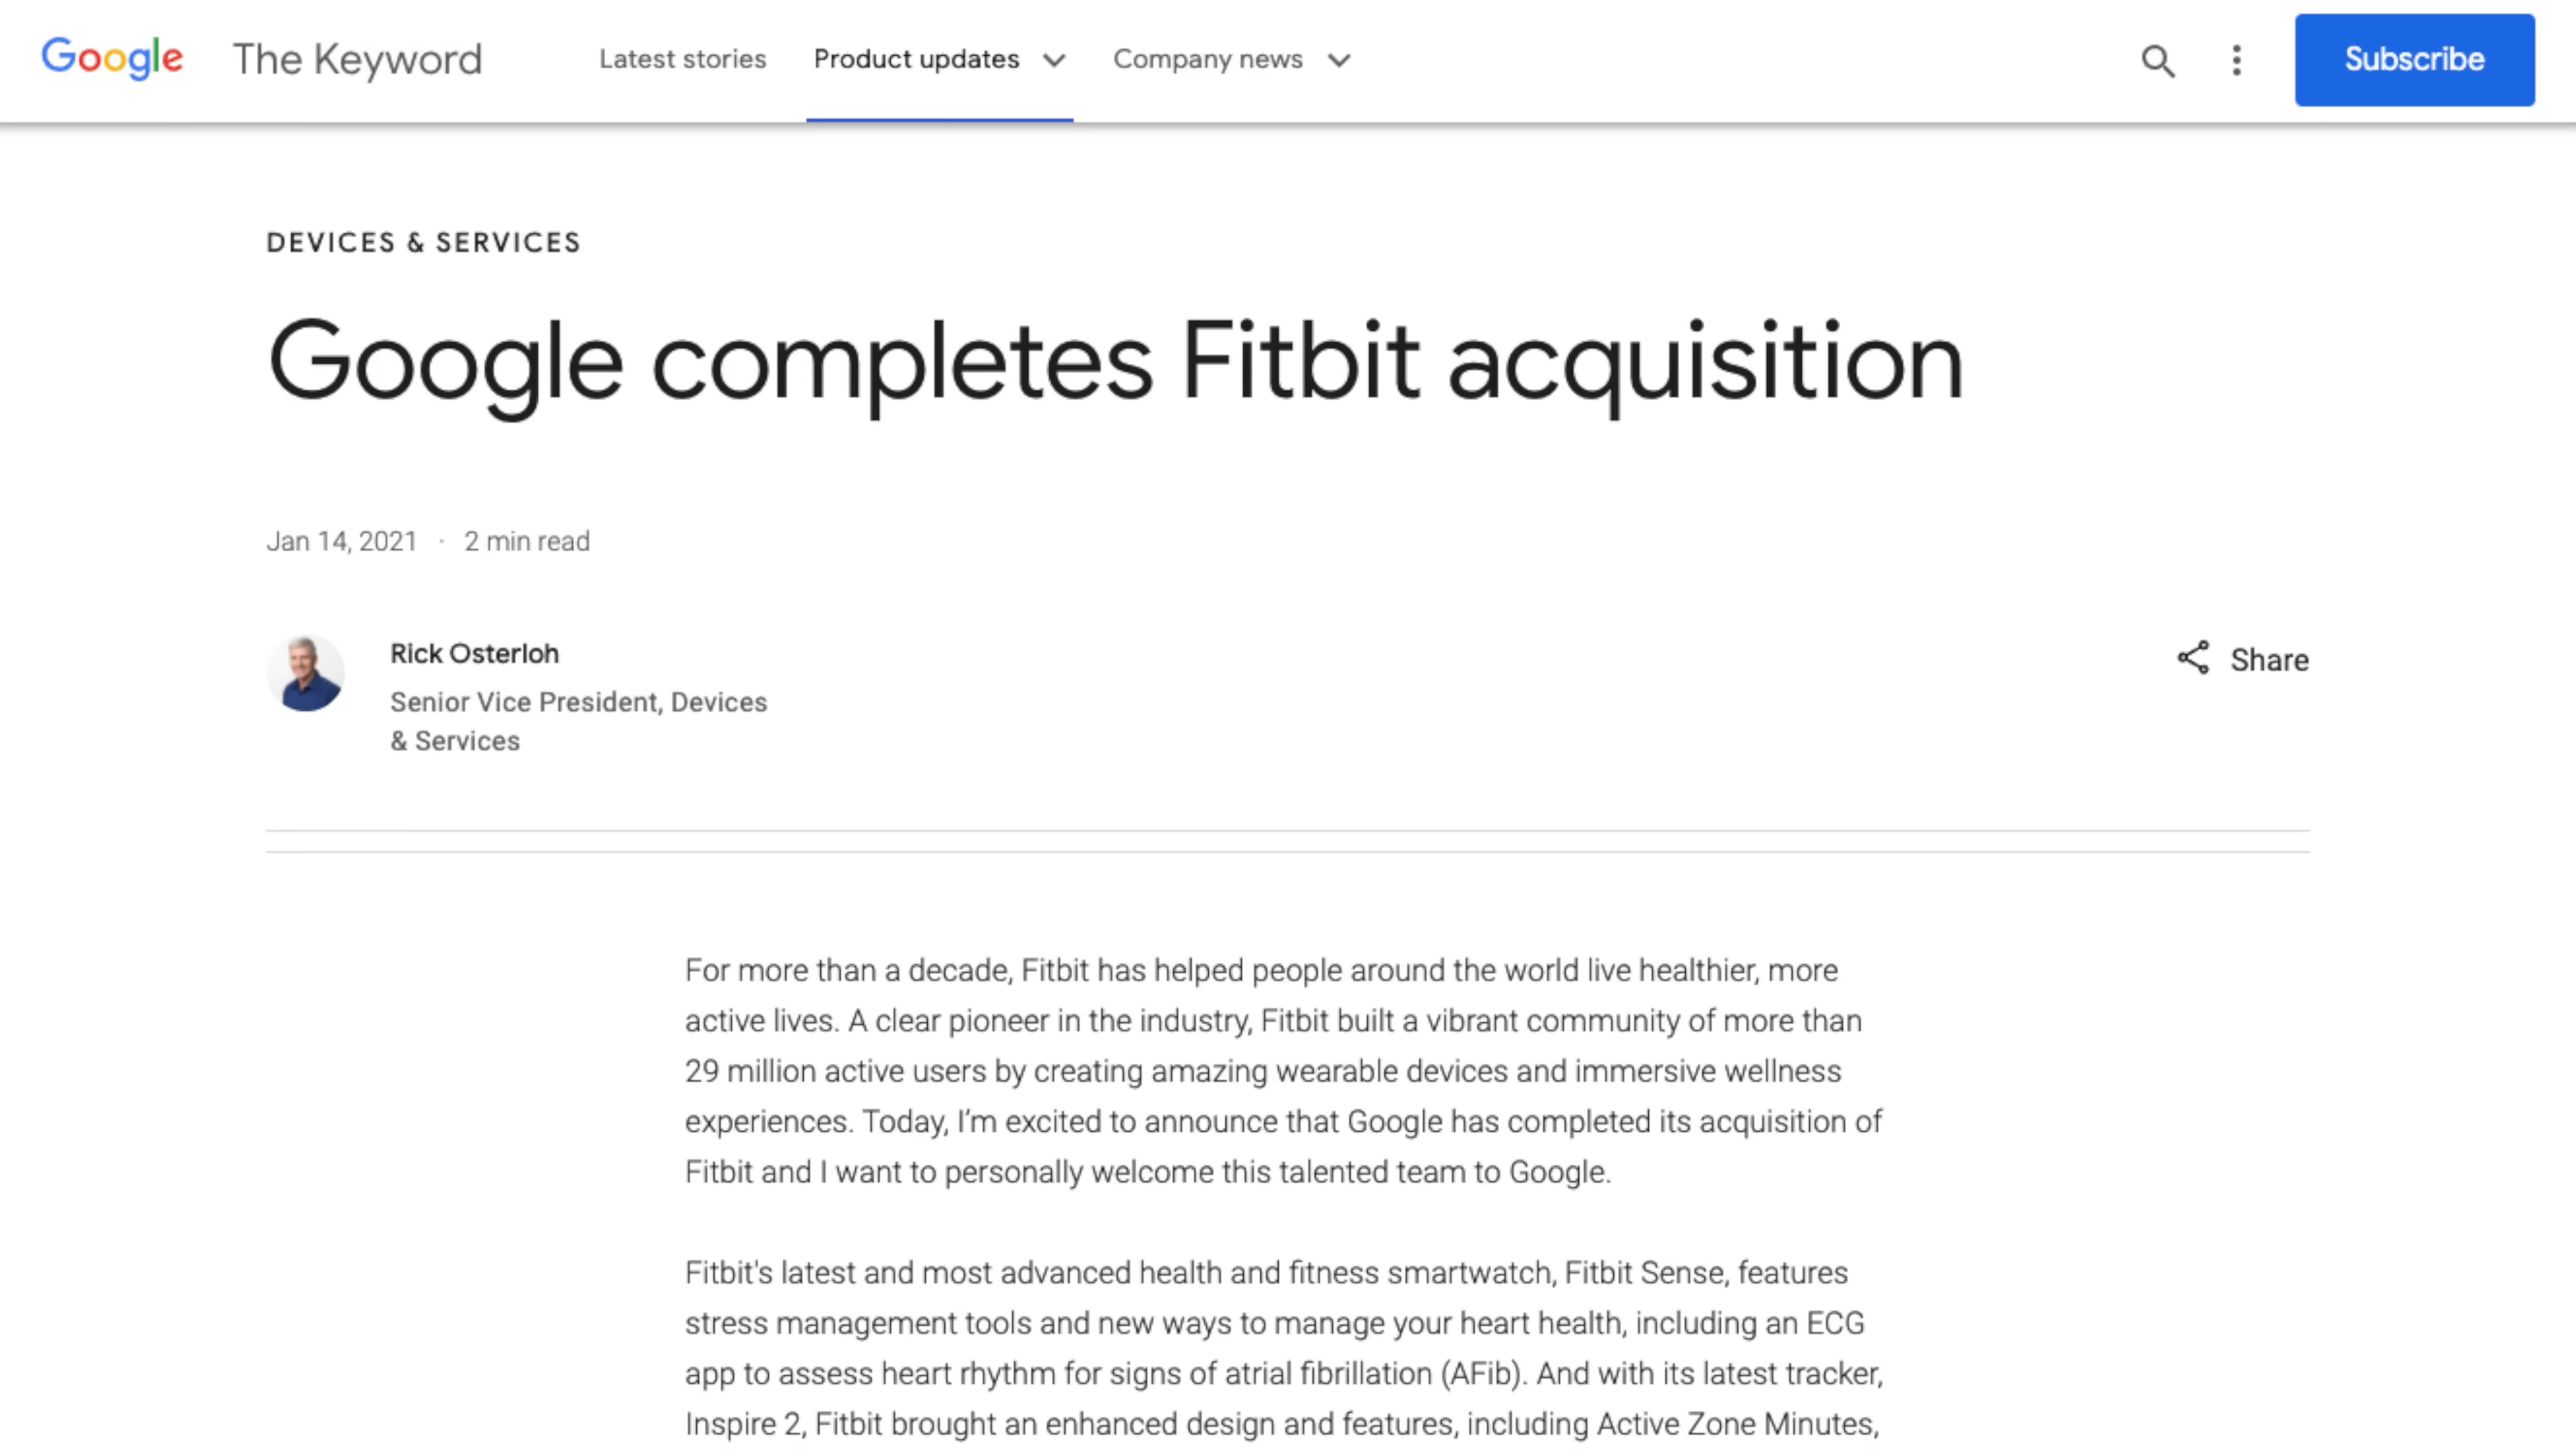 Google The Keyword Latest stories Product updates Company news Subscribe
DEVICES & SERVICES
Google completes Fitbit acquisition
Jan 14, 2021 · 2 min read
Rick Osterloh
Senior Vice President, Devices
& Services
Share
For more than a decade, Fitbit has helped people around the world live healthier, more
active lives. A clear pioneer in the industry, Fitbit built a vibrant community of more than
29 million active users by creating amazing wearable devices and immersive wellness
experiences. Today, I’m excited to announce that Google has completed its acquisition of
Fitbit and I want to personally welcome this talented team to Google.
Fitbit's latest and most advanced health and fitness smartwatch, Fitbit Sense, features
stress management tools and new ways to manage your heart health, including an ECG
app to assess heart rhythm for signs of atrial fibrillation (AFib). And with its latest tracker,
Inspire 2, Fitbit brought an enhanced design and features, including Active Zone Minutes,